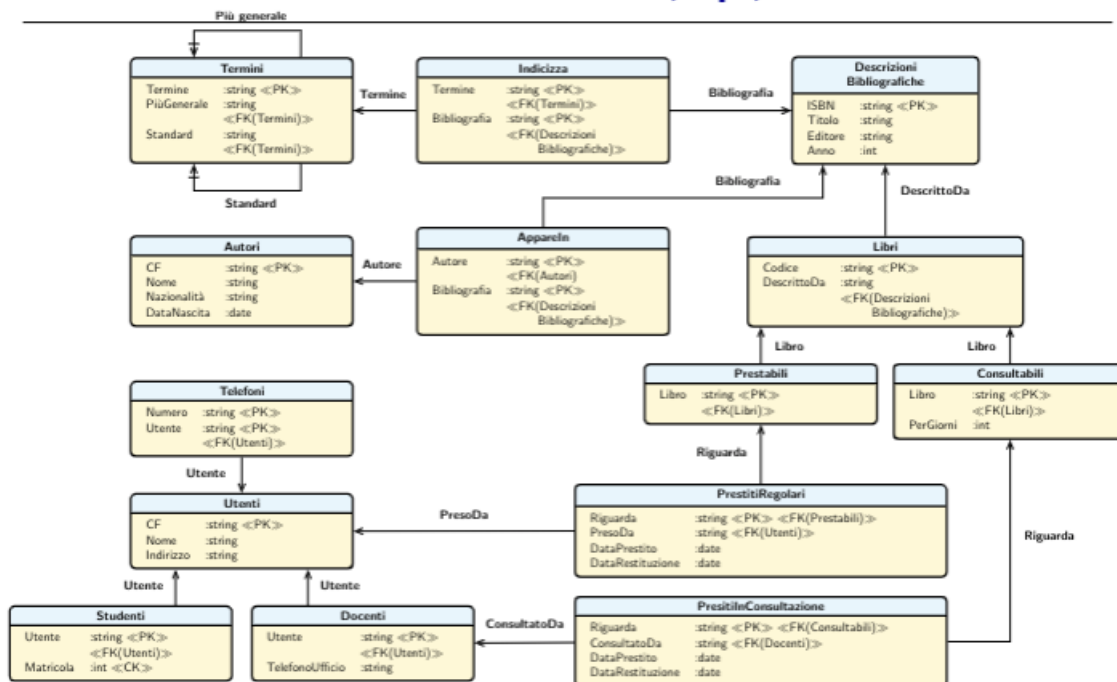 Più generale
Termini
Termine :string ≪PK≫
PiùGenerale :string
≪FK(Termini)≫
Standard :string
≪FK(Termini)≫
Standard
Termine
Indicizza
Termine :string ≪PK≫
≪FK(Termini)≫
Bibliografia :string ≪PK≫
≪FK(Descrizioni
Bibliografiche)≫
Bibliografia
Descrizioni
Bibliografiche
ISBN :string ≪PK≫
Titolo :string
Editore :string
Anno :int
Bibliografia
DescrittoDa
Autori
CF :string ≪PK≫
Nome :string
Nazionalità :string
DataNascita :date
Autore
AppareIn
Autore :string ≪PK≫
≪FK(Autori)
Bibliografia :string ≪PK≫
≪FK(Descrizioni
Bibliografiche)≫
Libri
Codice :string ≪PK≫
DescrittoDa :string
≪FK(Descrizioni
Bibliografiche)≫
Libro
Libro
Prestabili
Libro :string ≪PK≫
≪FK(Libri)≫
Consultabili
Libro :string ≪PK≫
≪FK(Libri)≫
PerGiorni :int
Telefoni
Numero :string ≪PK≫
Utente :string ≪PK≫
≪FK(Utenti)≫
Utente
Riguarda
Utenti
CF :string ≪PK≫
Nome :string
Indirizzo :string
PresoDa
PrestitiRegolari
Riguarda :string ≪PK≫ ≪FK(Prestabili)≫
PresoDa :string ≪FK(Utenti)≫
DataPrestito :date
DataRestituzione :date
Riguarda
Utente
Utente
Studenti
Utente :string ≪PK≫
≪FK(Utenti)≫
Matricola :int ≪CK≫
Docenti
Utente :string ≪PK≫
≪FK(Utenti)≫
TelefonoUfficio :string
ConsultatoDa
PresitiInConsultazione
Riguarda :string ≪PK≫ ≪FK(Consultabili)≫
ConsultatoDa :string ≪FK(Docenti)≫
DataPrestito :date
DataRestituzione :date